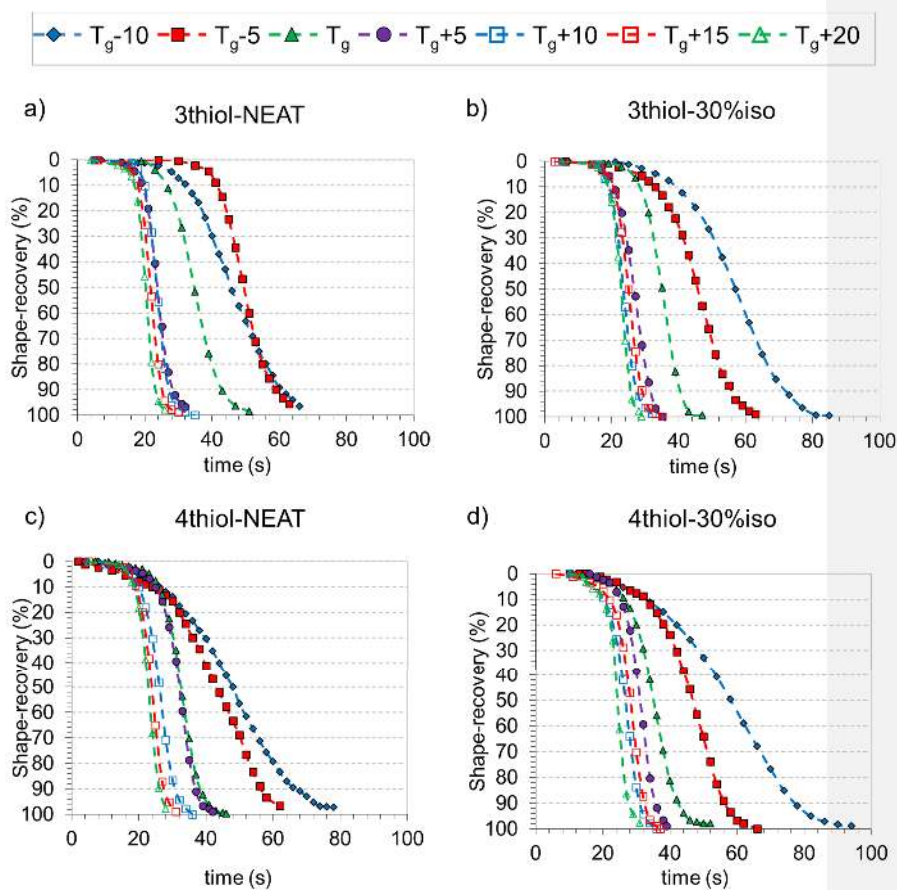 Tg-10 Tg-5 Tg Tg+5 Tg+10 Tg+15 Tg+20
a) 3thiol-NEAT
Shape-recovery (%)
0
10
20
30
40
50
60
70
80
90
100
0 20 40 60 80 100
time (s)
b) 3thiol-30%iso
Shape-recovery (%)
0
10
20
30
40
50
60
70
80
90
100
0 20 40 60 80 100
time (s)
c) 4thiol-NEAT
Shape-recovery (%)
0
10
20
30
40
50
60
70
80
90
100
0 20 40 60 80 100
time (s)
d) 4thiol-30%iso
Shape-recovery (%)
0
10
20
30
40
50
60
70
80
90
100
0 20 40 60 80 100
time (s)